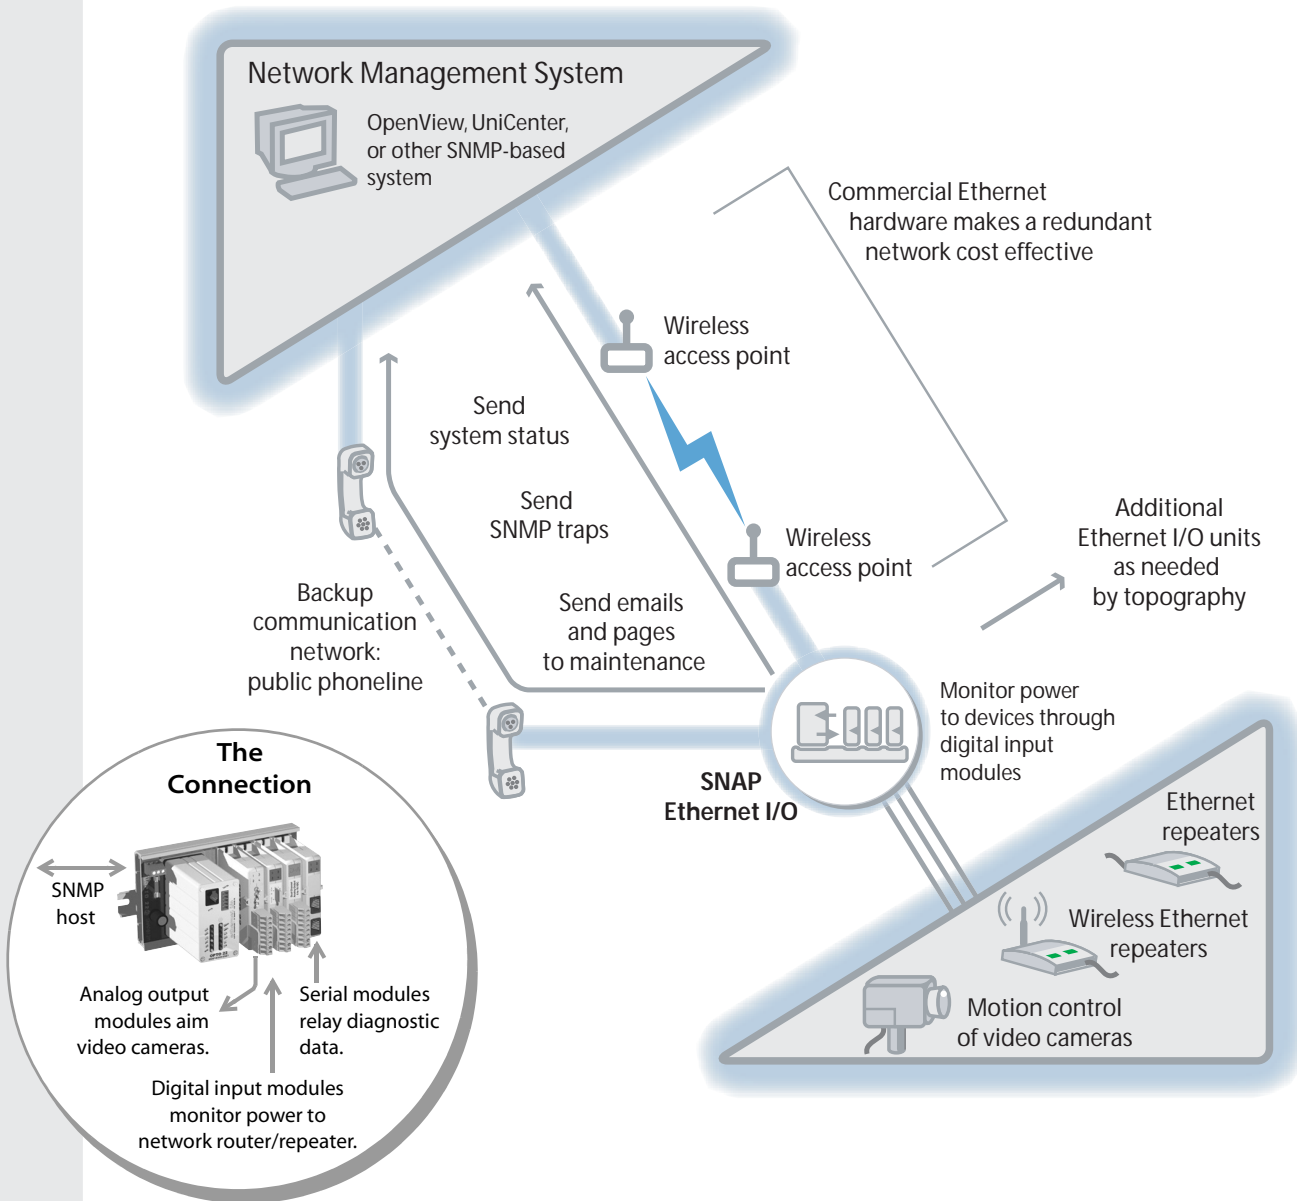 Network Management System
OpenView, UniCenter,
or other SNMP-based
system
Commercial Ethernet
hardware makes a redundant
network cost effective
Wireless
access point
Send
system status
Send
SNMP traps
Wireless
access point
Additional
Ethernet I/O units
as needed
by topography
Backup
communication
network:
public phoneline
Send emails
and pages
to maintenance
Monitor power
to devices through
digital input
modules
SNAP
Ethernet I/O
The
Connection
SNMP
host
Analog output
modules aim
video cameras.
Serial modules
relay diagnostic
data.
Digital input modules
monitor power to
network router/repeater.
Ethernet
repeaters
Wireless Ethernet
repeaters
Motion control
of video cameras